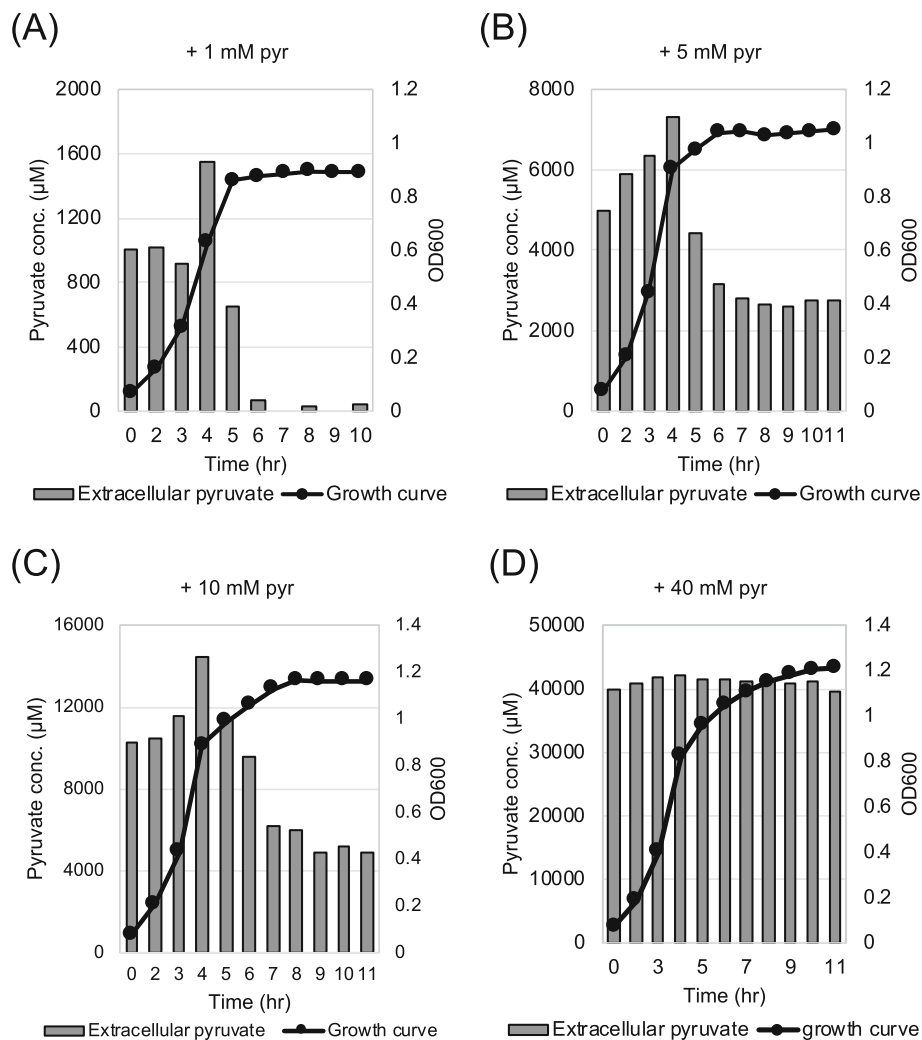 (A)
+ 1 mM pyr
Pyruvate conc. (µM)
2000
1600
1200
800
400
0
1.2
1
0.8
0.6
0.4
0.2
0
OD600
0 2 3 4 5 6 7 8 9 10
Time (hr)
Extracellular pyruvate Growth curve
(B)
+ 5 mM pyr
Pyruvate conc. (µM)
8000
6000
4000
2000
0
1.2
1
0.8
0.6
0.4
0.2
0
OD600
0 2 3 4 5 6 7 8 9 10 11
Time (hr)
Extracellular pyruvate Growth curve
(C)
+ 10 mM pyr
Pyruvate conc. (µM)
16000
12000
8000
4000
0
1.4
1.2
1
0.8
0.6
0.4
0.2
0
OD600
0 2 3 4 5 6 7 8 9 10 11
Time (hr)
Extracellular pyruvate Growth curve
(D)
+ 40 mM pyr
Pyruvate conc. (µM)
50000
40000
30000
20000
10000
0
1.4
1.2
1
0.8
0.6
0.4
0.2
0
OD600
0 3 5 7 9 11
Time (hr)
Extracellular pyruvate growth curve